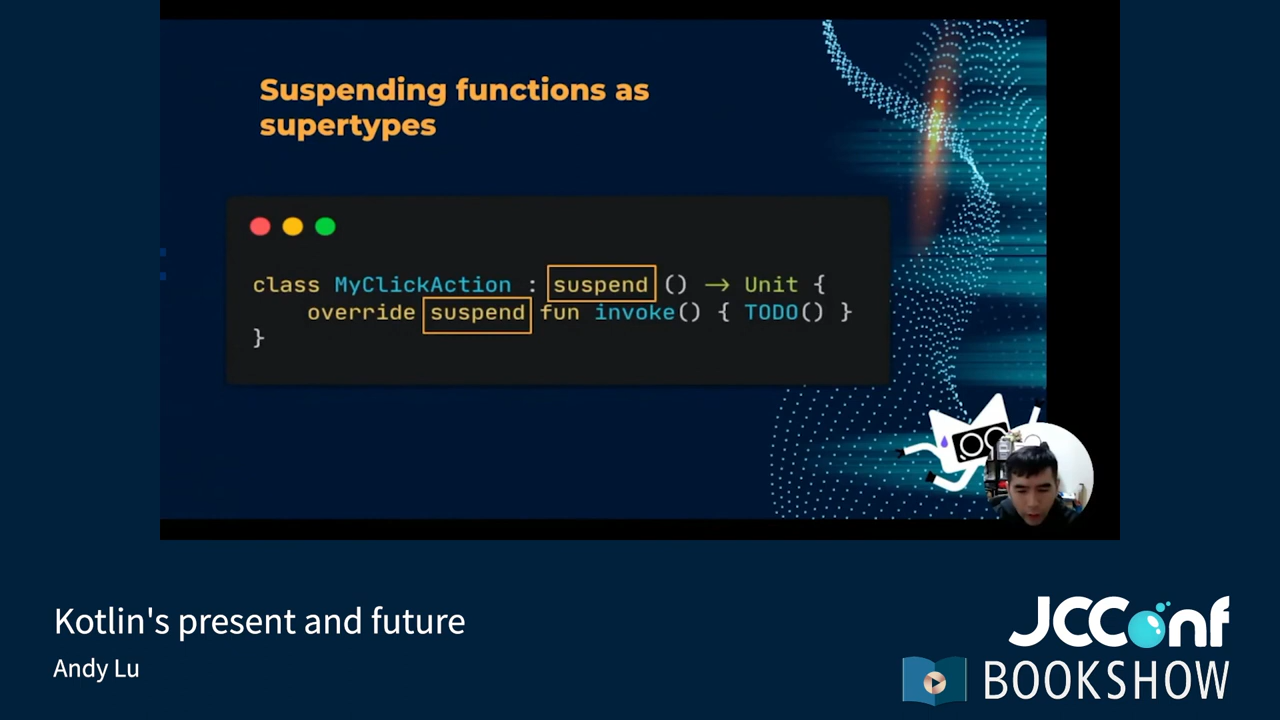 Suspending functions as
supertypes
class MyClickAction : suspend () → Unit {
override suspend fun invoke() { TODO() }
}
Kotlin's present and future
Andy Lu
JCConf
BOOKSHOW